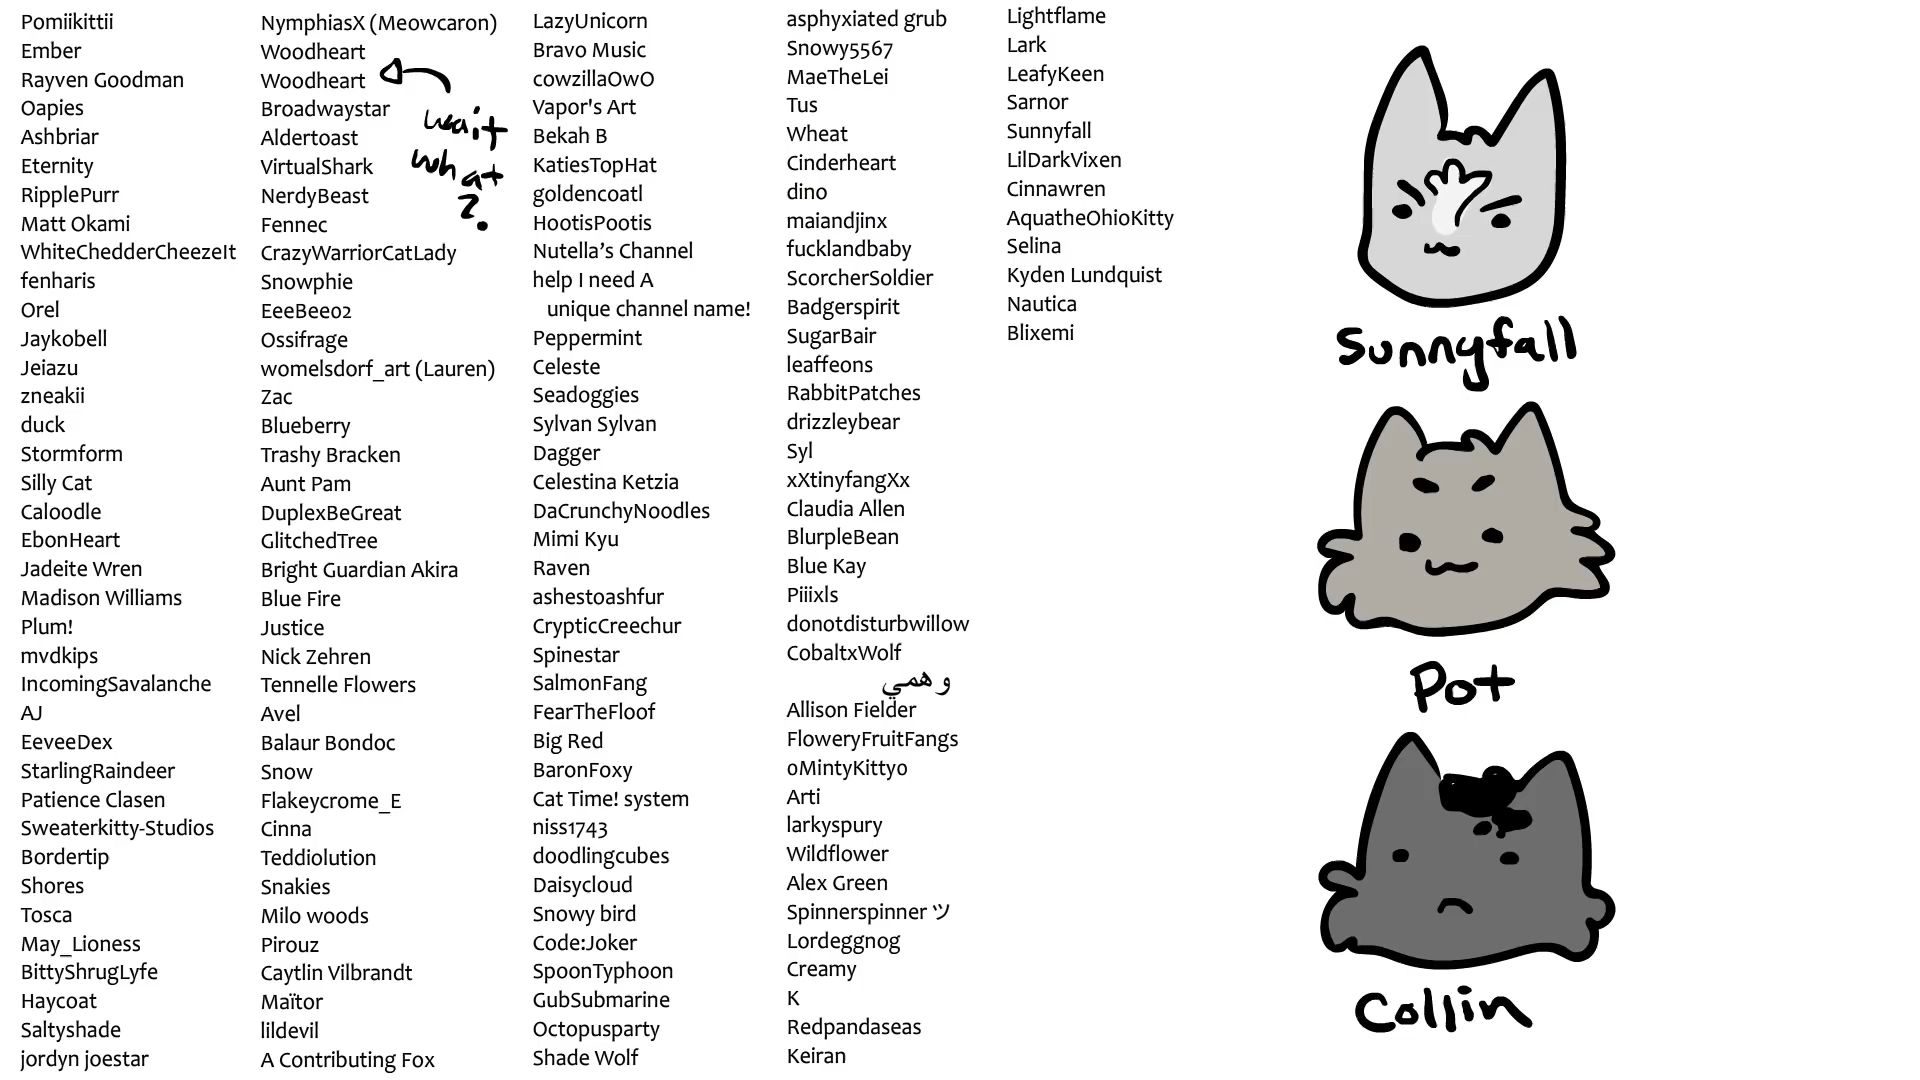 Pomiikittii
Ember
Rayven Goodman
Oapies
Ashbriar
Eternity
RipplePurr
Matt Okami
WhiteChedderCheezeIt
fenharis
Orel
Jaykobell
Jeiazu
zneakii
duck
Stormform
Silly Cat
Caloodle
EbonHeart
Jadeite Wren
Madison Williams
Plum!
mvdkips
IncomingSavalanche
AJ
EeveeDex
StarlingRaindeer
Patience Clasen
Sweaterkitty-Studios
Bordertip
Shores
Tosca
May_Lioness
BittyShrugLyfe
Haycoat
Saltyshade
jordyn joestar
NymphiasX (Meowcaron)
Woodheart
Woodheart
Broadwaystar
Aldertoast
VirtualShark
NerdyBeast
Fennec
CrazyWarriorCatLady
Snowphie
EeeBee02
Ossifrage
womelsdorf_art (Lauren)
Zac
Blueberry
Trashy Bracken
Aunt Pam
DuplexBeGreat
GlitchedTree
Bright Guardian Akira
Blue Fire
Justice
Nick Zehren
Tennelle Flowers
Avel
Balaur Bondoc
Snow
Flakeycrome_E
Cinna
Teddiolution
Snakies
Milo woods
Pirouz
Caytlin Vilbrandt
Maïtor
lildevil
A Contributing Fox
wait
what
?
LazyUnicorn
Bravo Music
cowzillaOwO
Vapor's Art
Bekah B
KatiesTopHat
goldencoatl
HootisPootis
Nutella’s Channel
help I need A
unique channel name!
Peppermint
Celeste
Seadoggies
Sylvan Sylvan
Dagger
Celestina Ketzia
DaCrunchyNoodles
Mimi Kyu
Raven
ashestoashfur
CrypticCreechur
Spinestar
SalmonFang
FearTheFloof
Big Red
BaronFoxy
Cat Time! system
niss1743
doodlingcubes
Daisycloud
Snowy bird
Code:Joker
SpoonTyphoon
GubSubmarine
Octopusparty
Shade Wolf
asphyxiated grub
Snowy5567
MaeTheLei
Tus
Wheat
Cinderheart
dino
maiandjinx
fucklandbaby
ScorcherSoldier
Badgerspirit
SugarBair
leaffeons
RabbitPatches
drizzleybear
Syl
xXtinyfangXx
Claudia Allen
BlurpleBean
Blue Kay
Piiixls
donotdisturbwillow
CobaltxWolf
وهمي
Allison Fielder
FloweryFruitFangs
0MintyKitty0
Arti
larkyspury
Wildflower
Alex Green
Spinnerspinner ツ
Lordeggnog
Creamy
K
Redpandaseas
Keiran
Lightflame
Lark
LeafyKeen
Sarnor
Sunnyfall
LilDarkVixen
Cinnawren
AquatheOhioKitty
Selina
Kyden Lundquist
Nautica
Blixemi
Sunnyfall
Pot
Collin